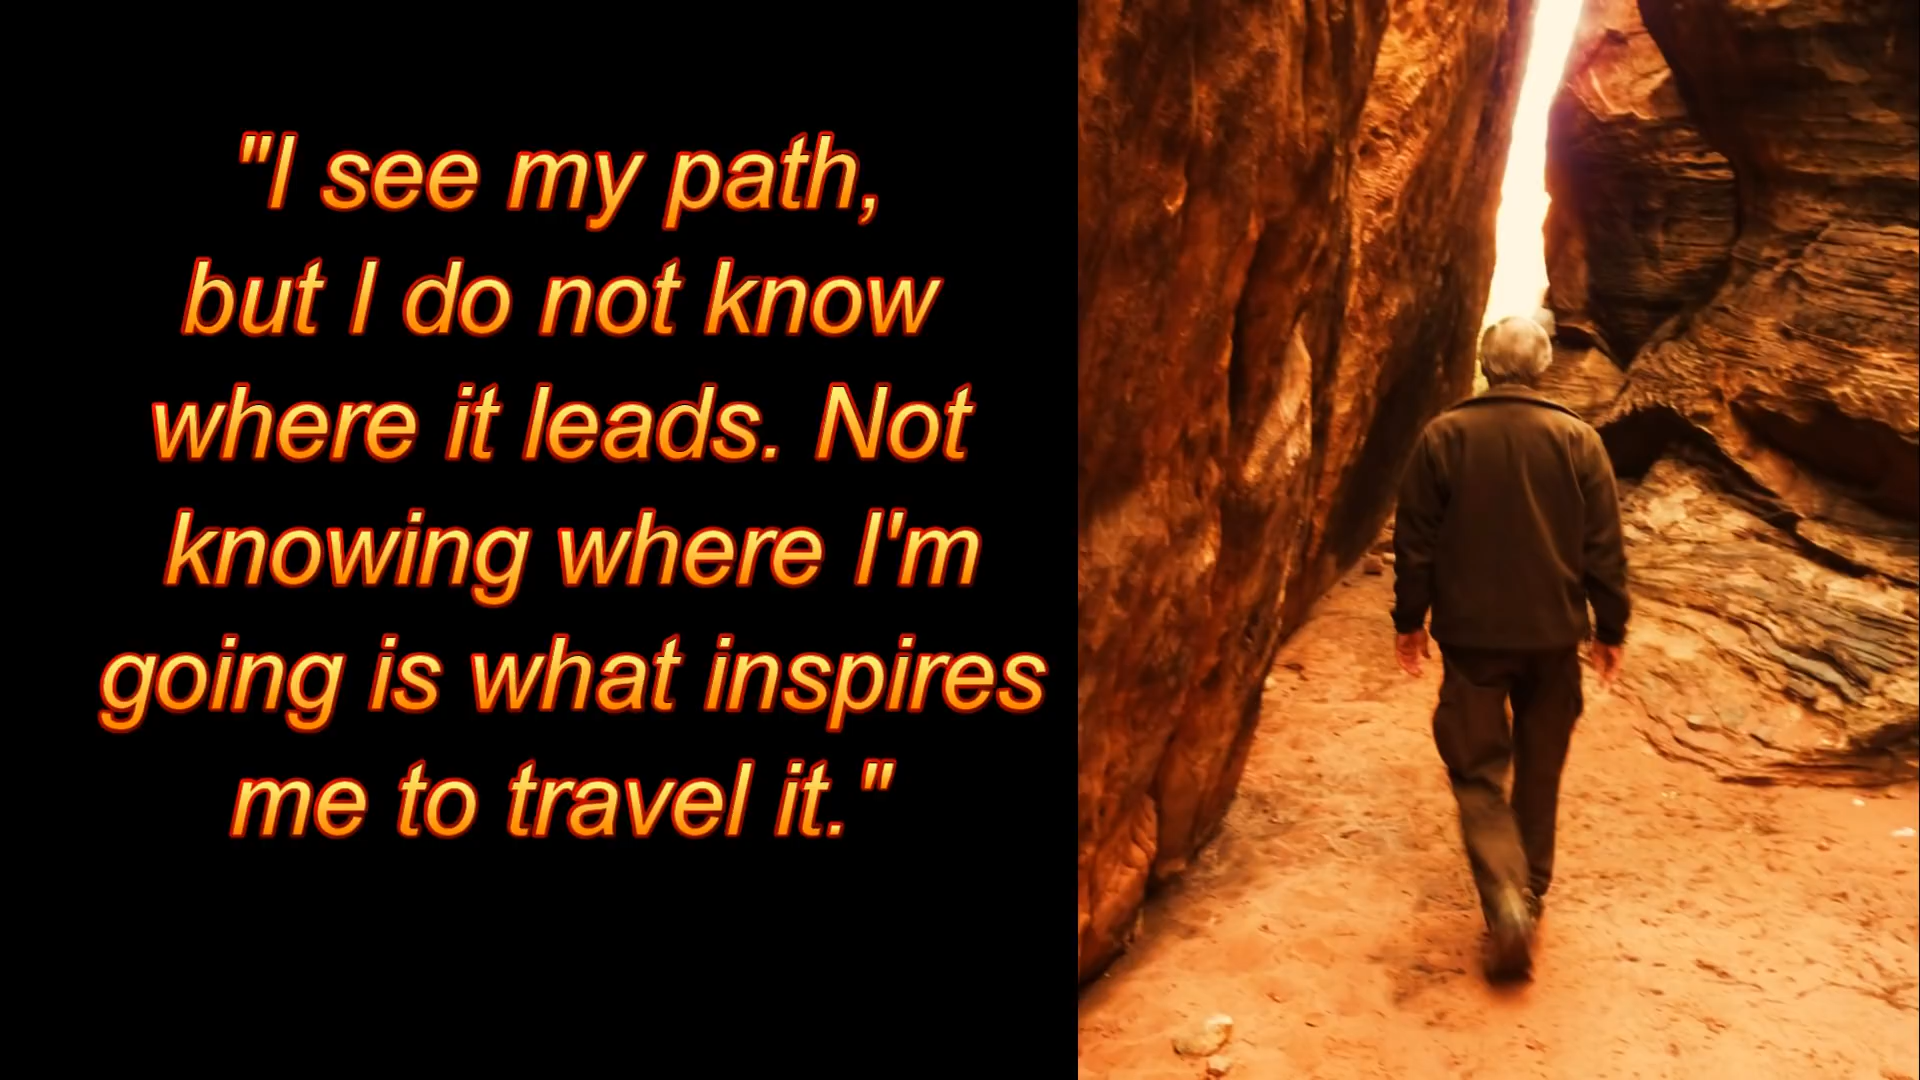 "I see my path,
but I do not know
where it leads. Not
knowing where I'm
going is what inspires
me to travel it."